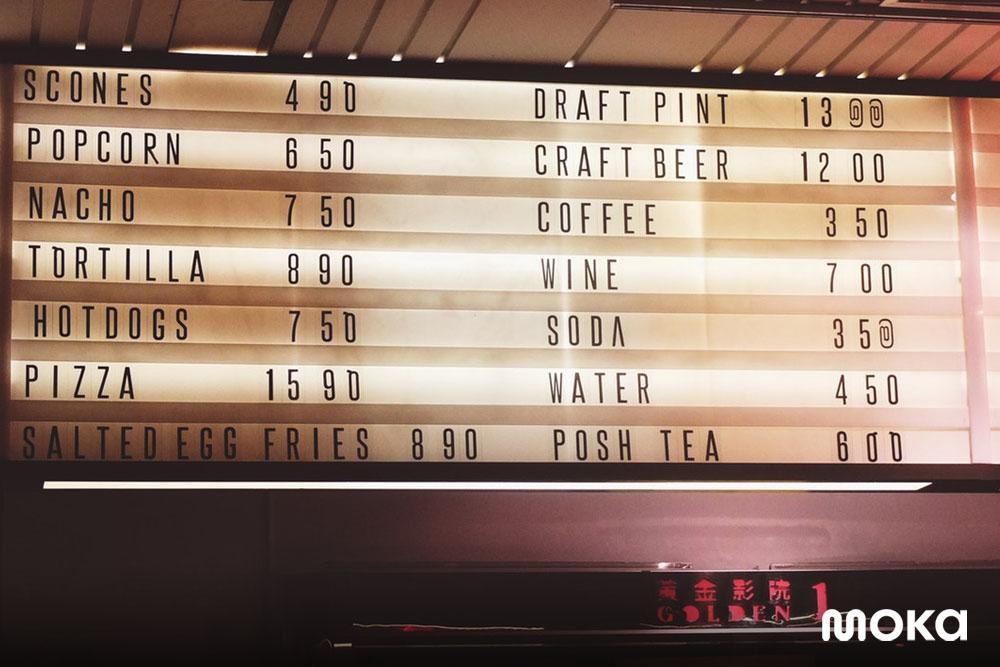 SCONES 4 90 DRAFT PINT 13 00
POPCORN 6 50 CRAFT BEER 12 00
NACHO 7 50 COFFEE 3 50
TORTILLA 8 90 WINE 7 00
HOTDOGS 7 50 SODA 3 50
PIZZA 15 90 WATER 4 50
SALTED EGG FRIES 8 90 POSH TEA 6 00
黃金影院 1
GOLDEN
MOKA